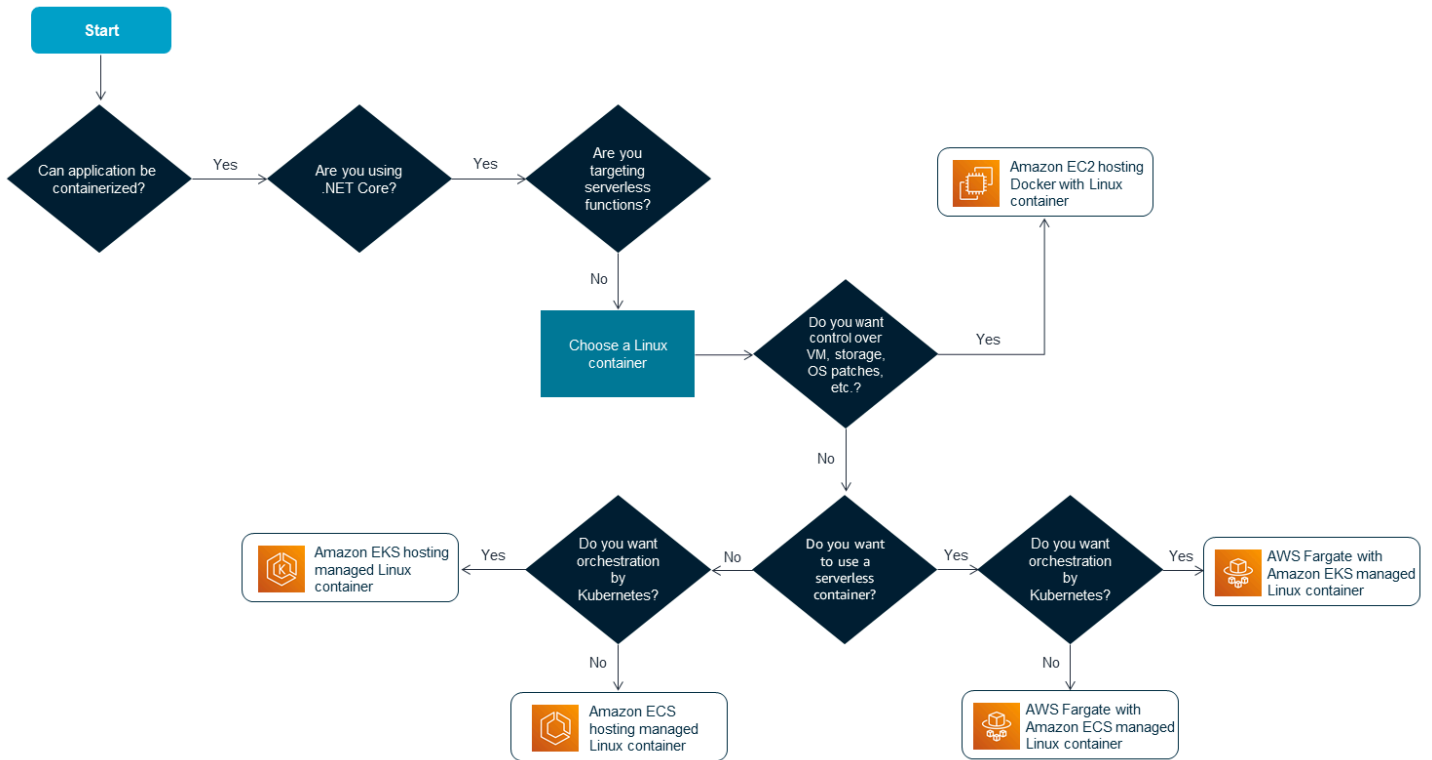 Start
Can application be
containerized?
Yes
Are you using
.NET Core?
Yes
Are you
targeting
serverless
functions?
No
Choose a Linux
container
Do you want
control over
VM, storage,
OS patches,
etc.?
Yes
Amazon EC2 hosting
Docker with Linux
container
No
Do you want
to use a
serverless
container?
No
Do you want
orchestration
by
Kubernetes?
Yes
Amazon EKS hosting
managed Linux
container
K
No
Amazon ECS
hosting managed
Linux container
Yes
Do you want
orchestration
by
Kubernetes?
Yes
AWS Fargate with
Amazon EKS managed
Linux container
No
AWS Fargate with
Amazon ECS managed
Linux container